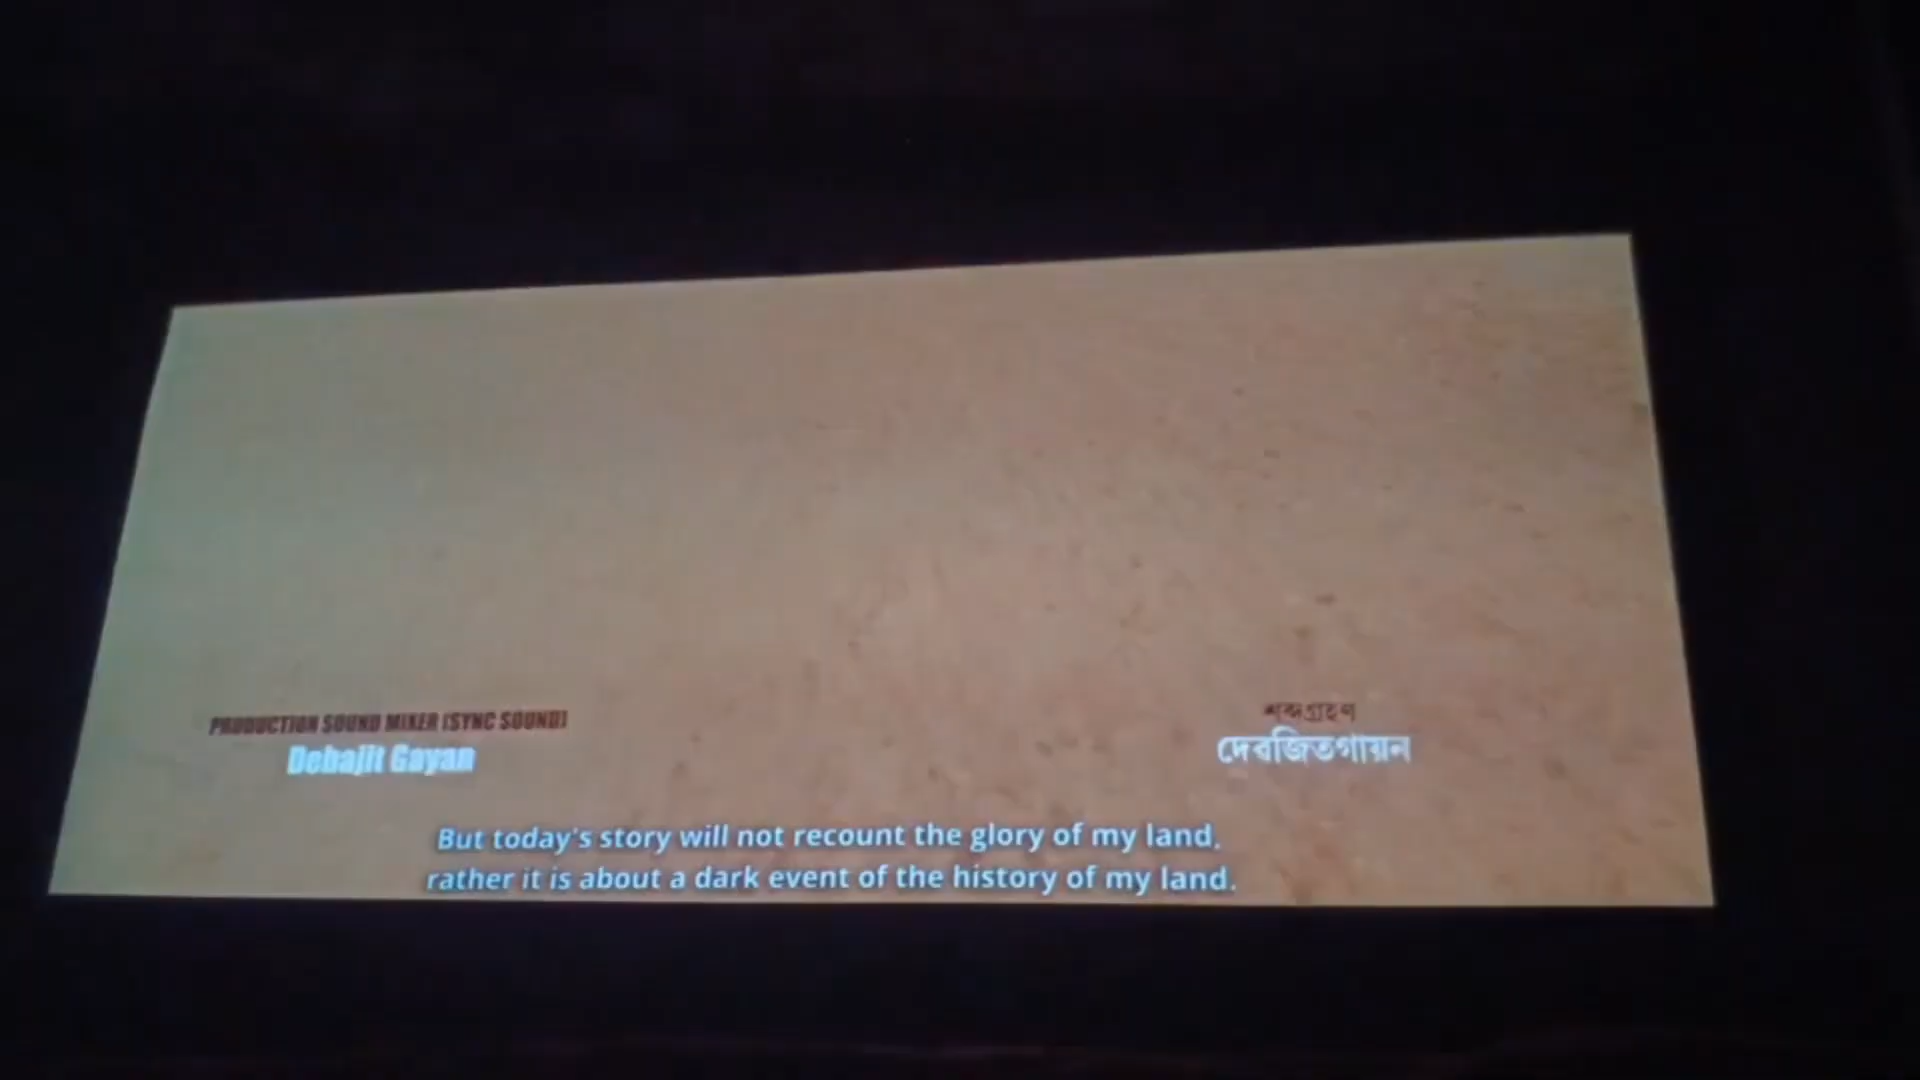 PRODUCTION SOUND MIXER (SYNC SOUND)
Debajit Gayan
শব্দগ্রহণ
দেবজিতগায়ন
But today's story will not recount the glory of my land,
rather it is about a dark event of the history of my land.